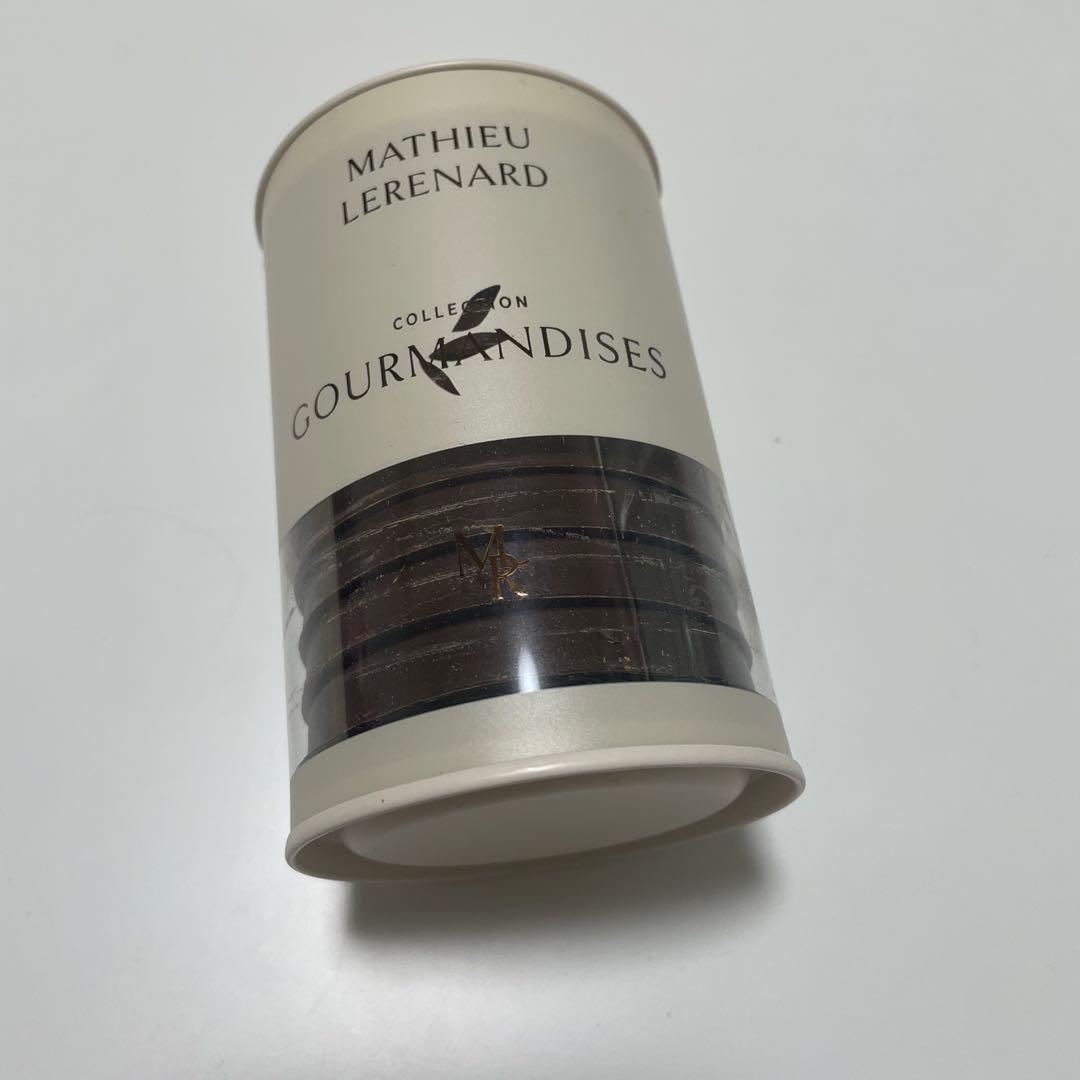 MATHIEU
LERENARD
COLLECTION
GOURMANDISES
MR